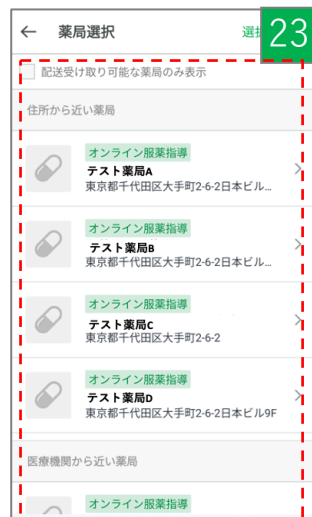 ← 薬局選択
23
配送受け取り可能な薬局のみ表示
住所から近い薬局
オンライン服薬指導
テスト薬局A
東京都千代田区大手町2-6-2日本ビル...
オンライン服薬指導
テスト薬局B
東京都千代田区大手町2-6-2日本ビル...
オンライン服薬指導
テスト薬局C
東京都千代田区大手町2-6-2
オンライン服薬指導
テスト薬局D
東京都千代田区大手町2-6-2日本ビル9F
医療機関から近い薬局
オンライン服薬指導